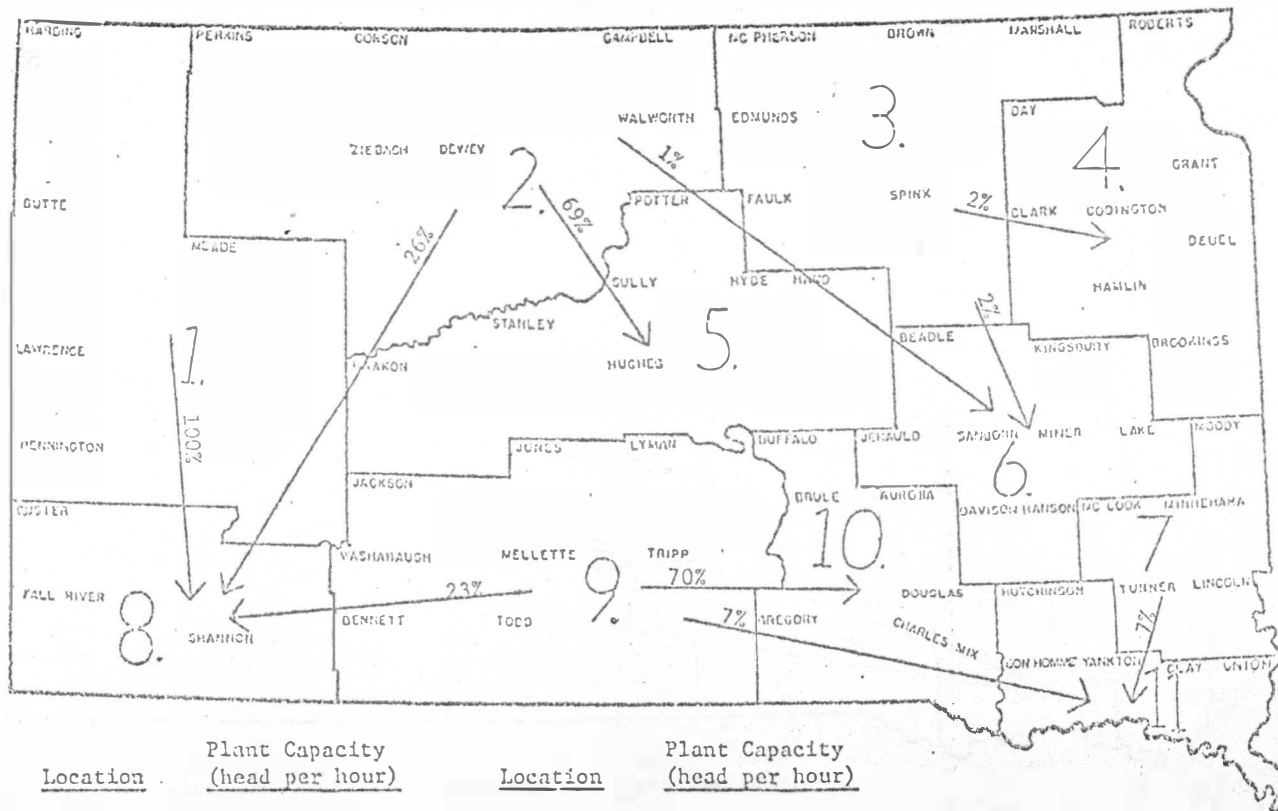 HARDING PERKINS CORSON CAMPBELL MC PHERSON BROWN MARSHALL ROBERTS
WALWORTH EDMUNDS 3. DAY
ZIEBACH DEWEY 2. 1% 4. GRANT
BUTTE POTTER FAULK SPINK 2% CLARK CODINGTON
26% 69% DEUEL
MEADE SULLY HYDE HAND HAMLIN
STANLEY 2%
LAWRENCE 1. HAAKON HUGHES 5. BEADLE KINGSBURY BROOKINGS
PENNINGTON 100% JONES LYMAN BUFFALO JERAULD SANBORN MINER LAKE MOODY
JACKSON 6.
CUSTER BRULE AURORA DAVISON HANSON MC COOK MINNEHAHA
WASHABAUGH MELLETTE TRIPP 10. 7
FALL RIVER 8. 23% 9. 70% DOUGLAS HUTCHINSON TURNER LINCOLN
SHANNON BENNETT TODD 7% GREGORY CHARLES MIX 7%
BON HOMME YANKTON CLAY UNION
11
Plant Capacity Plant Capacity
Location (head per hour) Location (head per hour)